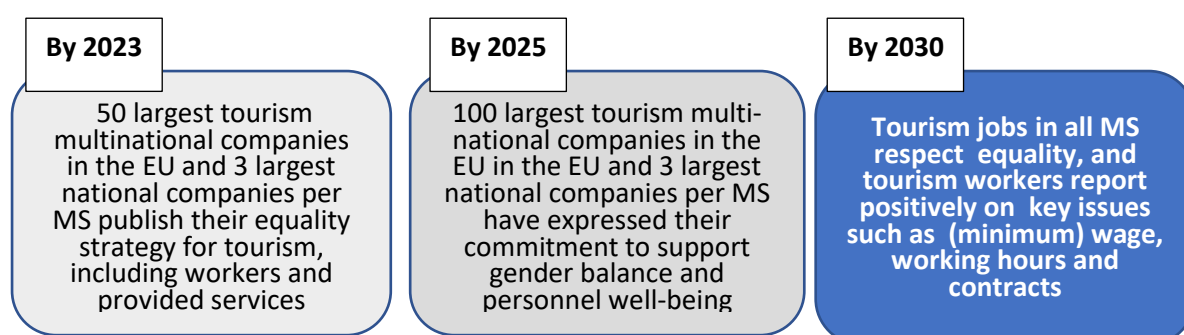 By 2023
50 largest tourism
multinational companies
in the EU and 3 largest
national companies per
MS publish their equality
strategy for tourism,
including workers and
provided services
By 2025
100 largest tourism multi-
national companies in the
EU in the EU and 3 largest
national companies per MS
have expressed their
commitment to support
gender balance and
personnel well-being
By 2030
Tourism jobs in all MS
respect equality, and
tourism workers report
positively on key issues
such as (minimum) wage,
working hours and
contracts